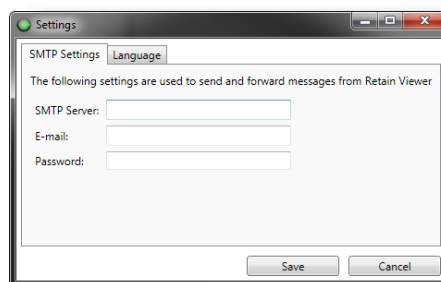 Settings
SMTP Settings Language
The following settings are used to send and forward messages from Retain Viewer
SMTP Server:
E-mail:
Password:
Save Cancel